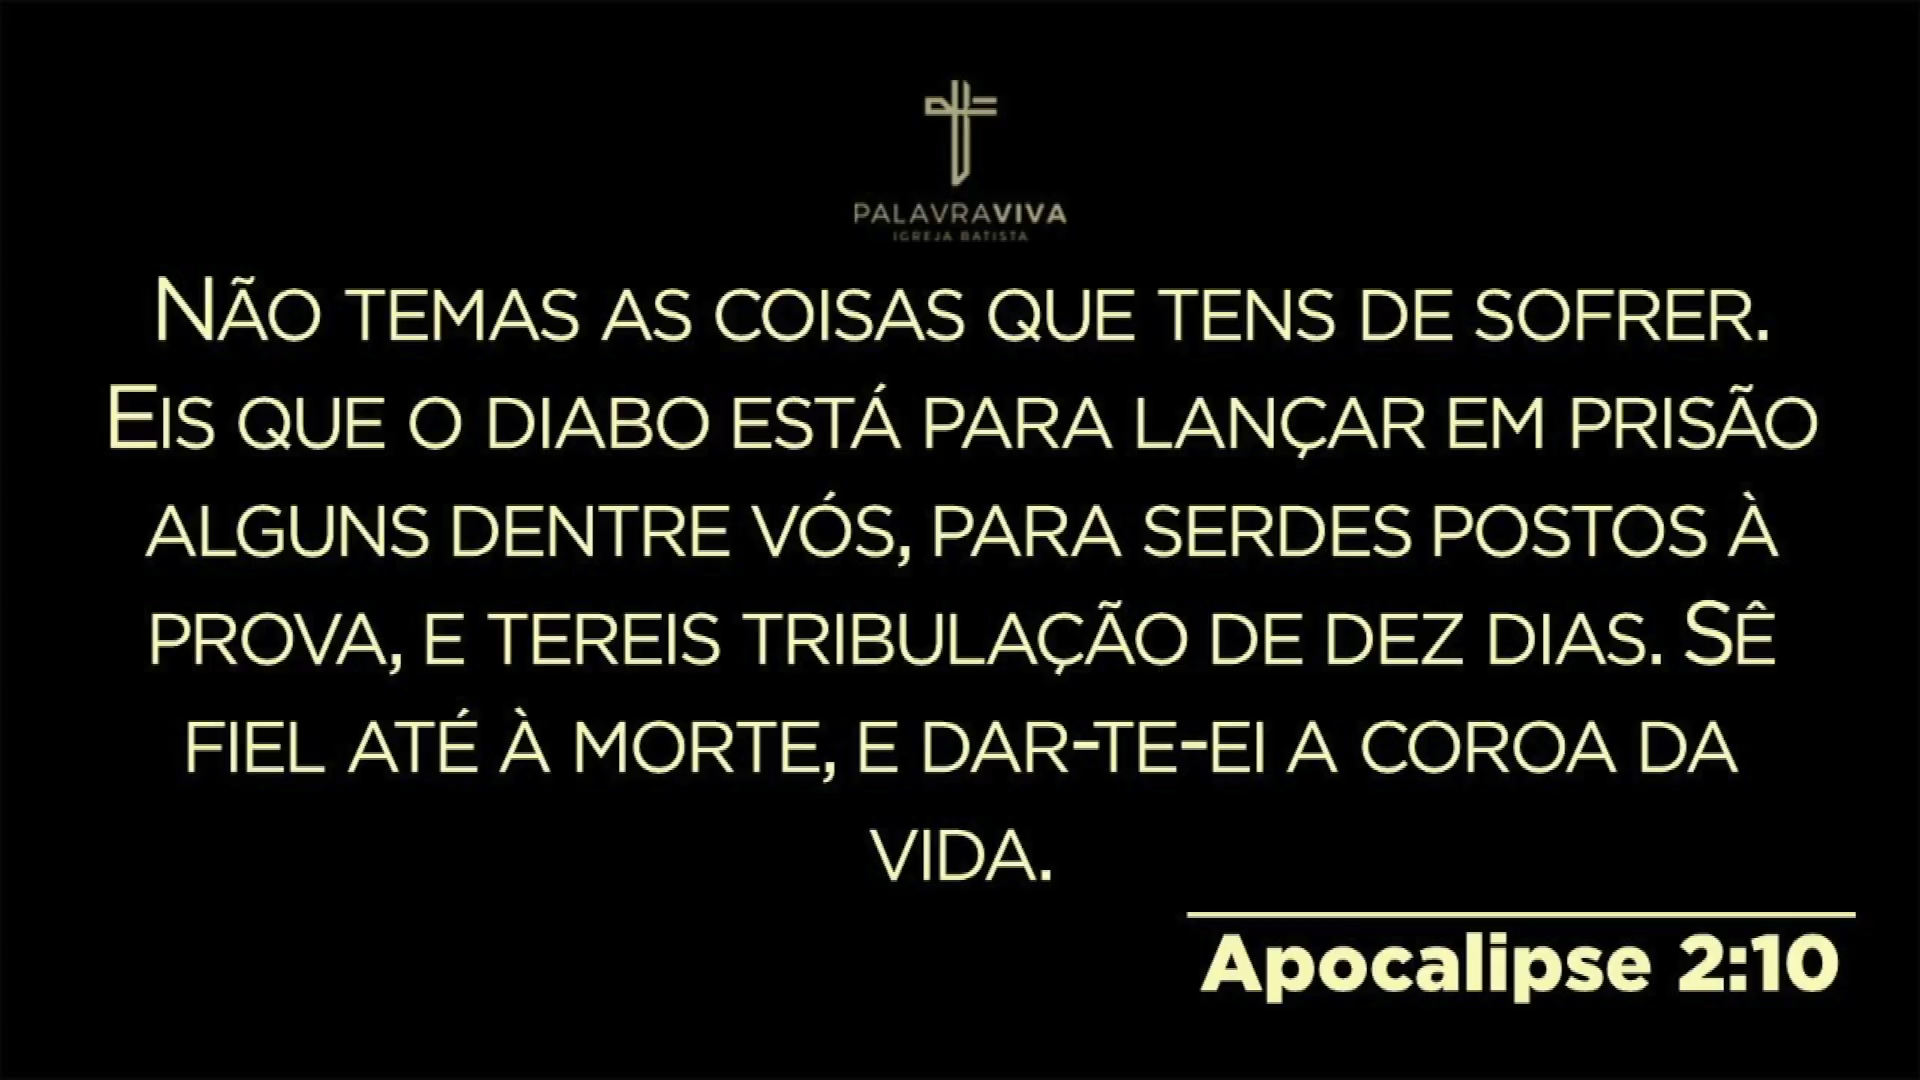 PALAVRAVIVA
IGREJA BATISTA
NÃO TEMAS AS COISAS QUE TENS DE SOFRER.
EIS QUE O DIABO ESTÁ PARA LANÇAR EM PRISÃO
ALGUNS DENTRE VÓS, PARA SERDES POSTOS À
PROVA, E TEREIS TRIBULAÇÃO DE DEZ DIAS. SÊ
FIEL ATÉ À MORTE, E DAR-TE-EI A COROA DA
VIDA.
Apocalipse 2:10